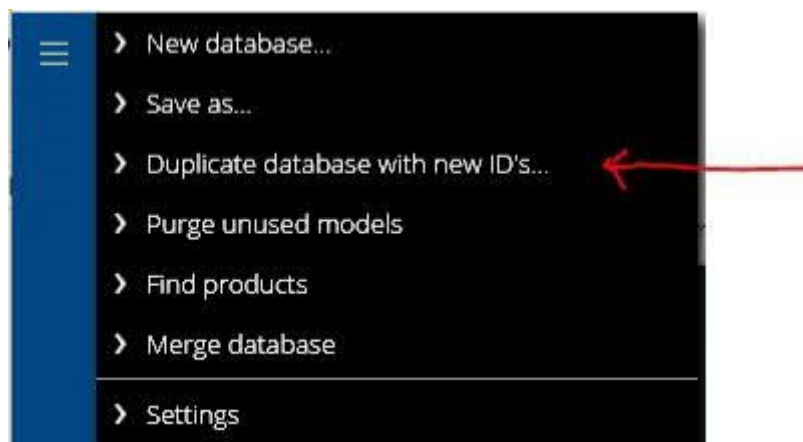 New database...
Save as...
Duplicate database with new ID's...
Purge unused models
Find products
Merge database
Settings